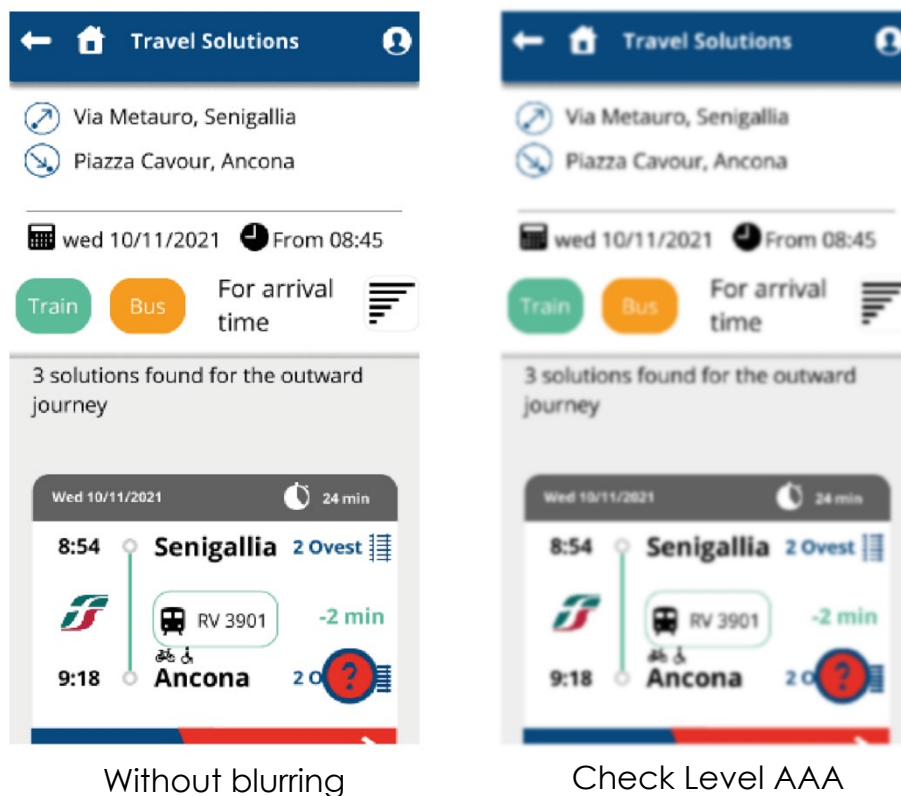 Travel Solutions
Via Metauro, Senigallia
Piazza Cavour, Ancona
wed 10/11/2021 From 08:45
Train Bus For arrival
time
3 solutions found for the outward
journey
Wed 10/11/2021 24 min
8:54 Senigallia 2 Ovest
RV 3901 -2 min
9:18 Ancona 2 O ?
Without blurring
Travel Solutions
Via Metauro, Senigallia
Piazza Cavour, Ancona
wed 10/11/2021 From 08:45
Train Bus For arrival
time
3 solutions found for the outward
journey
Wed 10/11/2021 24 min
8:54 Senigallia 2 Ovest
RV 3901 -2 min
9:18 Ancona 2 O ?
Check Level AAA